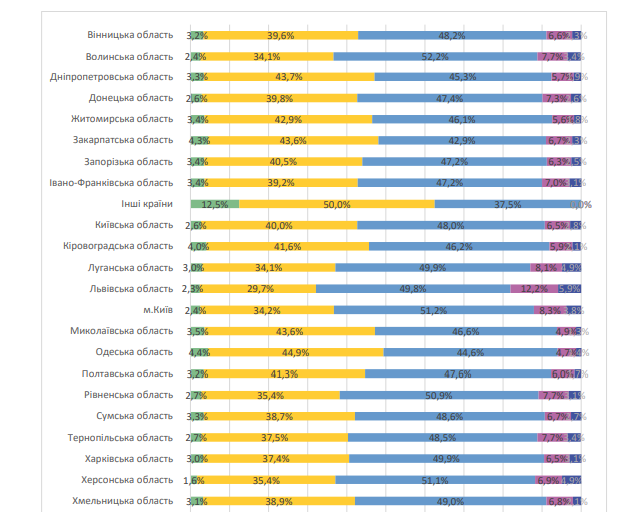 Вінницька область 3,2% 39,6% 48,2% 6,6%
Волинська область 2,4% 34,1% 52,2% 7,7%
Дніпропетровська область 3,3% 43,7% 45,3% 5,7%
Донецька область 2,6% 39,8% 47,4% 7,3%
Житомирська область 3,4% 42,9% 46,1% 5,6%
Закарпатська область 4,3% 43,6% 42,9% 6,7%
Запорізька область 3,4% 40,5% 47,2% 6,3%
Івано-Франківська область 3,4% 39,2% 47,2% 7,0%
Інші країни 12,5% 50,0% 37,5%
Київська область 2,6% 40,0% 48,0% 6,5%
Кіровоградська область 4,0% 41,6% 46,2% 5,9%
Луганська область 3,0% 34,1% 49,9% 8,1% 4,9%
Львівська область 2,3% 29,7% 49,8% 12,2% 5,9%
м.Київ 2,4% 34,2% 51,2% 8,3% 3,8%
Миколаївська область 3,5% 43,6% 46,6% 4,9%
Одеська область 4,4% 44,9% 44,6% 4,7%
Полтавська область 3,2% 41,3% 47,6% 6,0%
Рівненська область 2,7% 35,4% 50,9% 7,7%
Сумська область 3,3% 38,7% 48,6% 6,7%
Тернопільська область 2,7% 37,5% 48,5% 7,7%
Харківська область 3,0% 37,4% 49,9% 6,5%
Херсонська область 1,6% 35,4% 51,1% 6,9% 4,9%
Хмельницька область 3,1% 38,9% 49,0% 6,8%